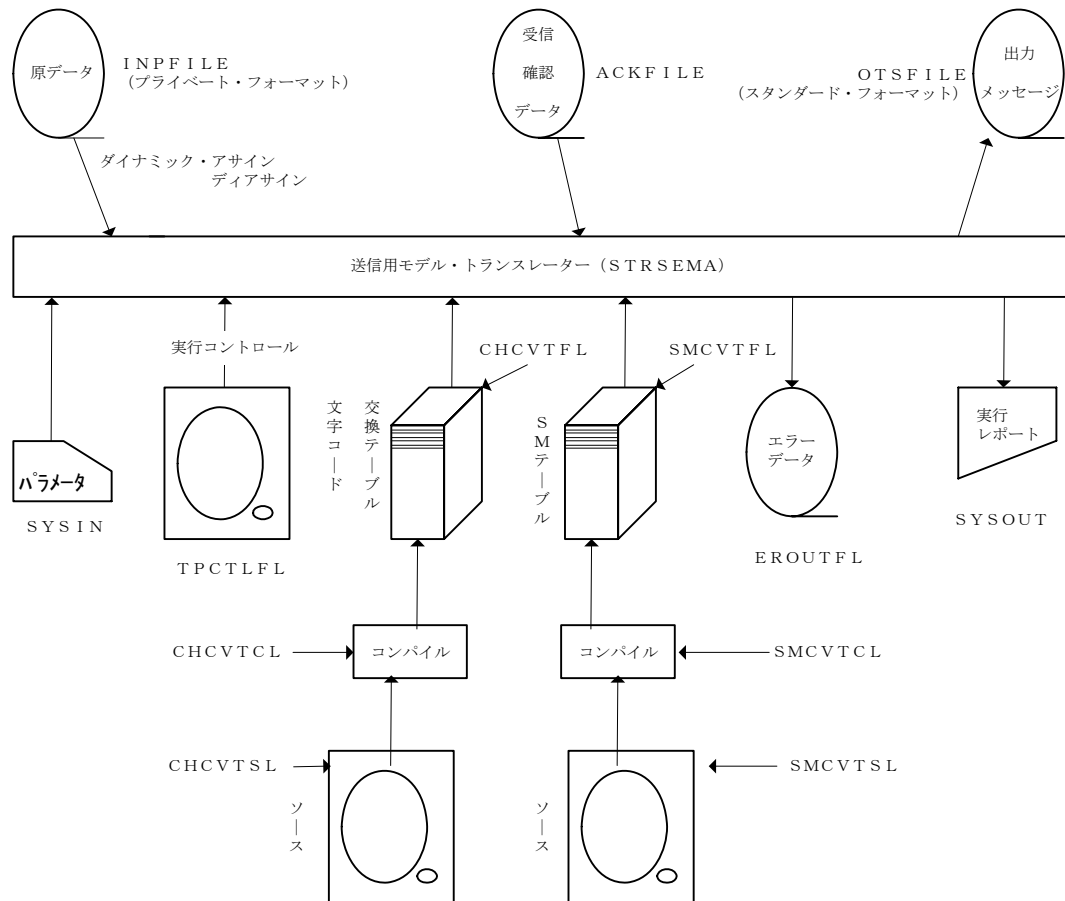 原データ
ＩＮＰＦＩＬＥ
（プライベート・フォーマット）
受信
確認
データ
ＡＣＫＦＩＬＥ
ＯＴＳＦＩＬＥ
（スタンダード・フォーマット）
出力
メッセージ
ダイナミック・アサイン
ディアサイン
送信用モデル・トランスレーター（ＳＴＲＳＥＭＡ）
実行コントロール
ＣＨＣＶＴＦＬ
ＳＭＣＶＴＦＬ
パラメータ
ＳＹＳＩＮ
ＴＰＣＴＬＦＬ
文字コード
交換テーブル
ＳＭテーブル
エラー
データ
ＥＲＯＵＴＦＬ
実行
レポート
ＳＹＳＯＵＴ
ＣＨＣＶＴＣＬ
コンパイル
コンパイル
ＳＭＣＶＴＣＬ
ＣＨＣＶＴＳＬ
ソース
ソース
ＳＭＣＶＴＳＬ